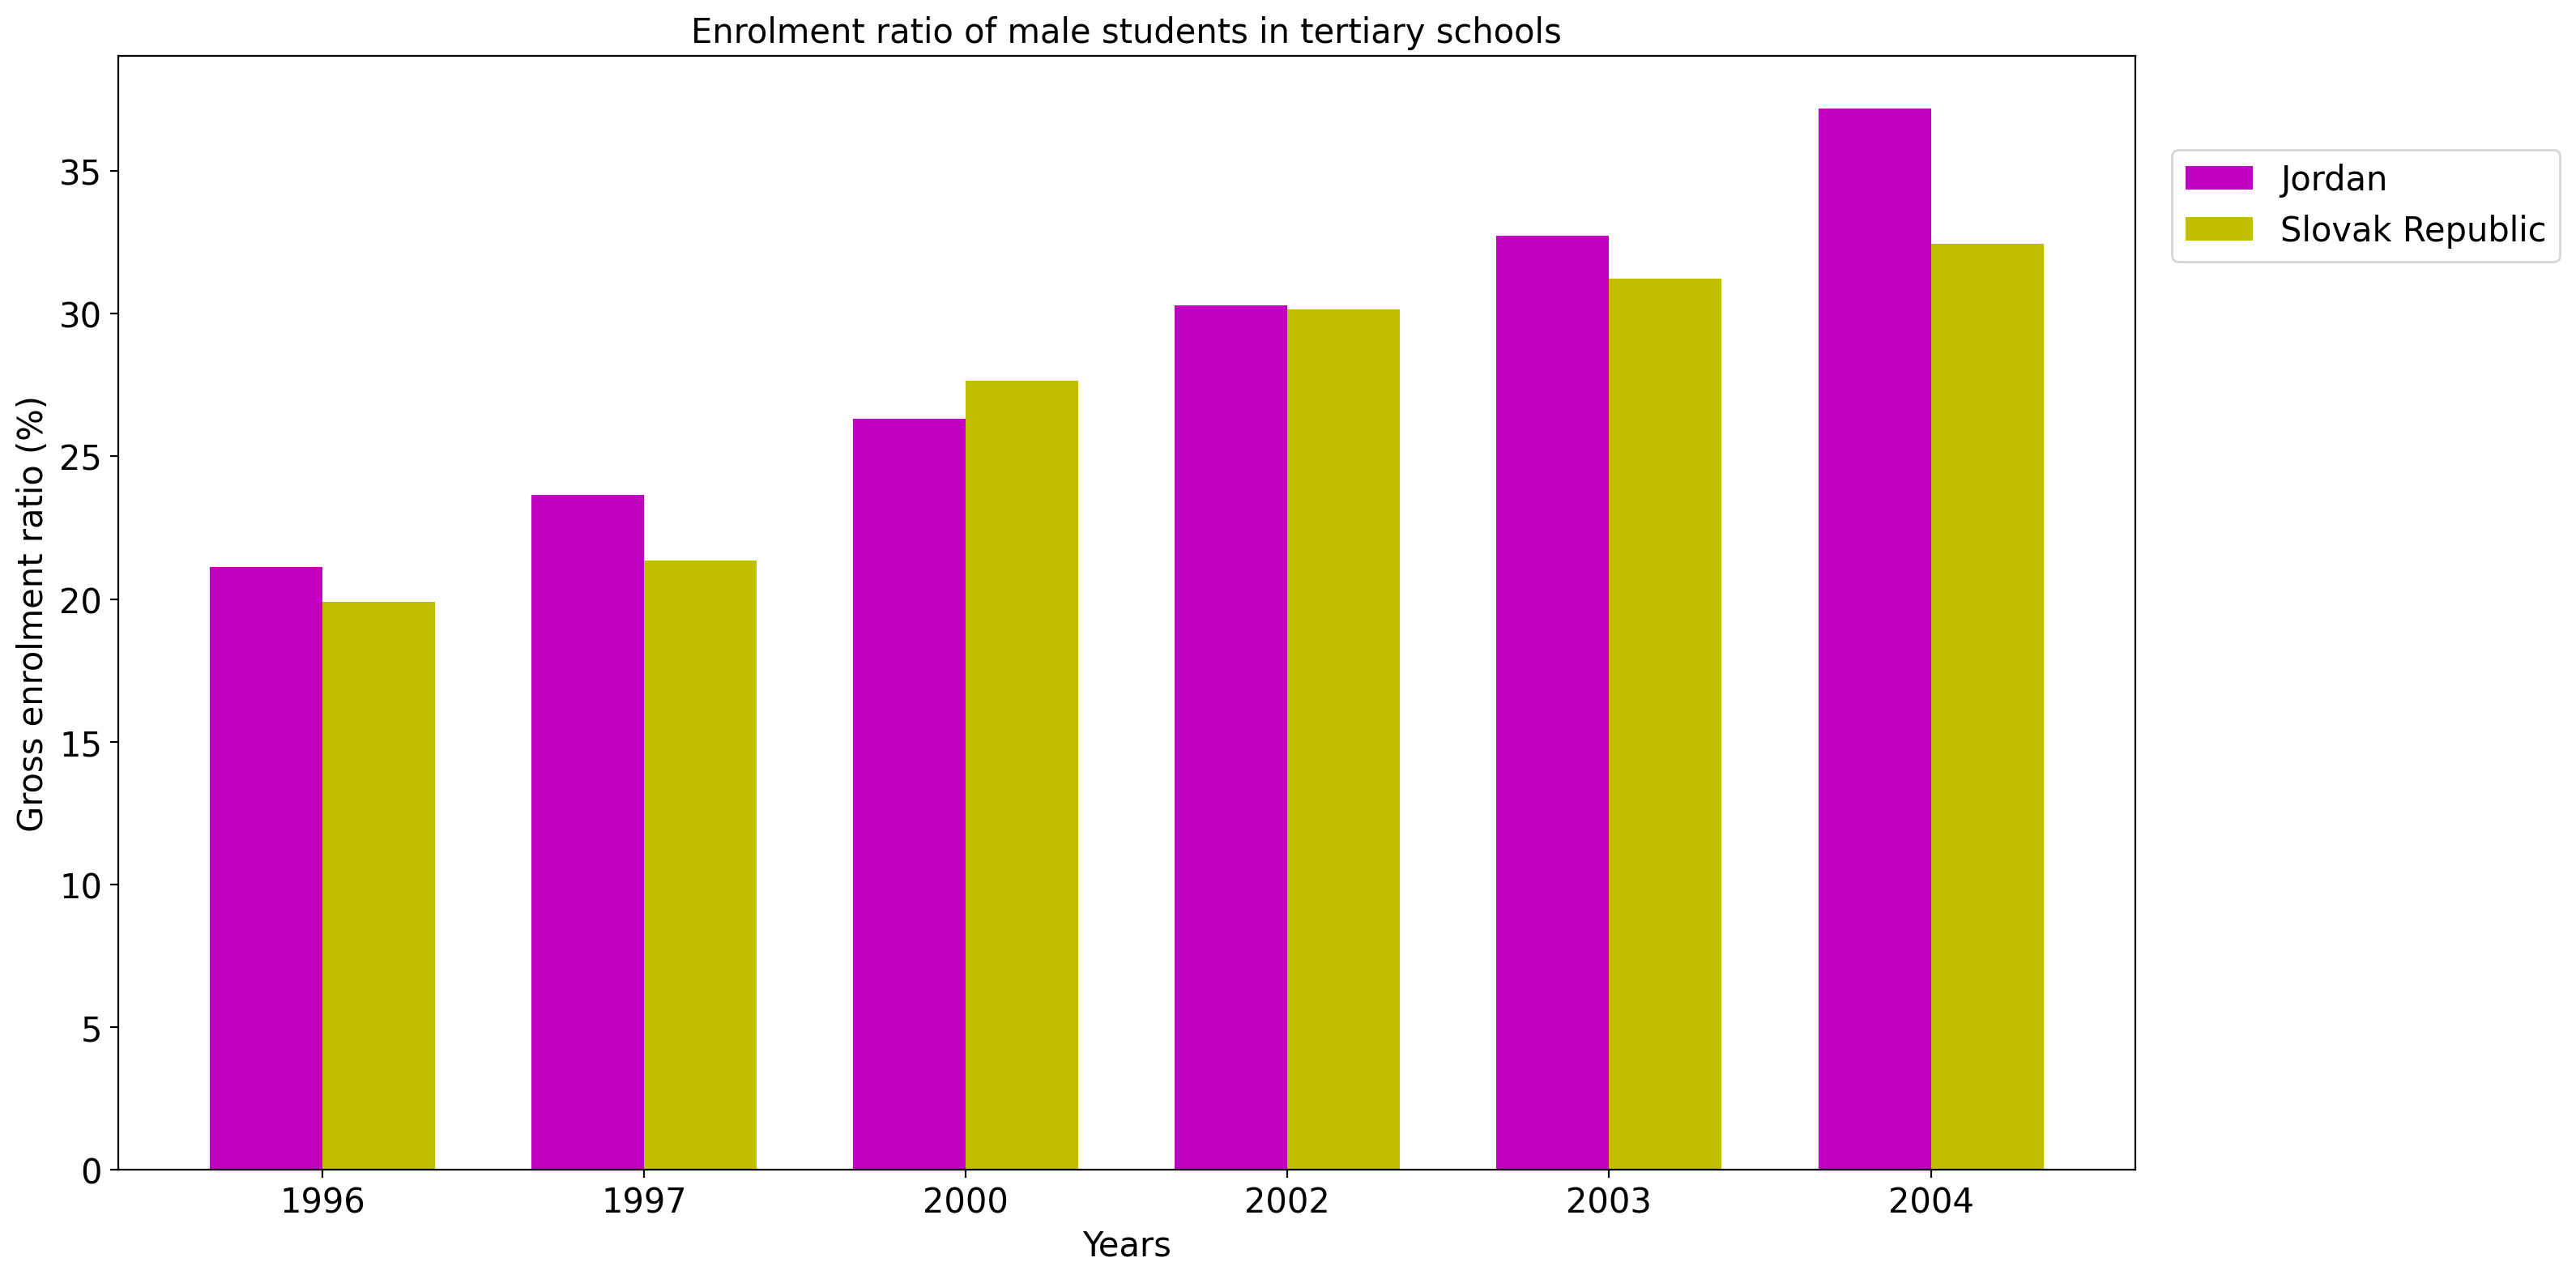 Enrolment ratio of male students in tertiary schools
Gross enrolment ratio (%)
35
30
25
20
15
10
5
0
1996
1997
2000
2002
2003
2004
Years
Jordan
Slovak Republic